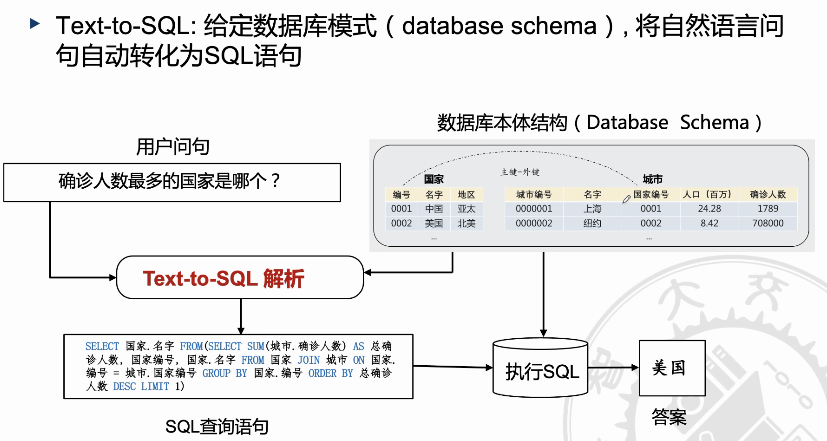 Text-to-SQL: 给定数据库模式（database schema）, 将自然语言问
句自动转化为SQL语句
数据库本体结构（Database Schema）
用户问句
确诊人数最多的国家是哪个？
主键-外键
国家
城市
编号 名字 地区
0001 中国 亚太
0002 美国 北美
...
城市编号 名字 国家编号 人口（百万） 确诊人数
0000001 上海 0001 24.28 1789
0000002 纽约 0002 8.42 708000
...
Text-to-SQL 解析
SELECT 国家.名字 FROM(SELECT SUM(城市.确诊人数) AS 总确
诊人数, 国家编号, 国家.名字 FROM 国家 JOIN 城市 ON 国家.
编号 = 城市.国家编号 GROUP BY 国家.编号 ORDER BY 总确诊
人数 DESC LIMIT 1)
SQL查询语句
执行SQL
美国
答案
大交